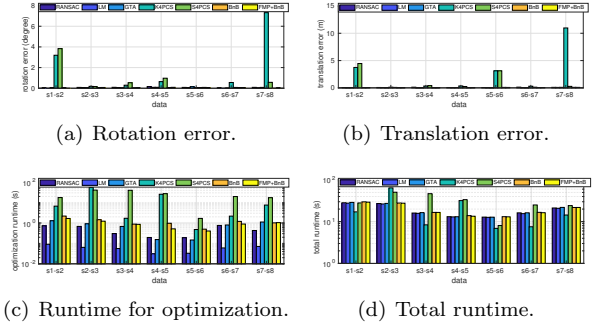 RANSAC LM GTA K4PCS S4PCS BnB FMP+BnB
rotation error (degree)
8
6
4
2
0
s1-s2 s2-s3 s3-s4 s4-s5 s5-s6 s6-s7 s7-s8
data
(a) Rotation error.
RANSAC LM GTA K4PCS S4PCS BnB FMP+BnB
translation error (m)
15
10
5
0
s1-s2 s2-s3 s3-s4 s4-s5 s5-s6 s6-s7 s7-s8
data
(b) Translation error.
RANSAC LM GTA K4PCS S4PCS BnB FMP+BnB
optimization runtime (s)
10²
10⁰
10⁻²
s1-s2 s2-s3 s3-s4 s4-s5 s5-s6 s6-s7 s7-s8
data
(c) Runtime for optimization.
RANSAC LM GTA K4PCS S4PCS BnB FMP+BnB
total runtime (s)
10²
10¹
10⁰
s1-s2 s2-s3 s3-s4 s4-s5 s5-s6 s6-s7 s7-s8
data
(d) Total runtime.